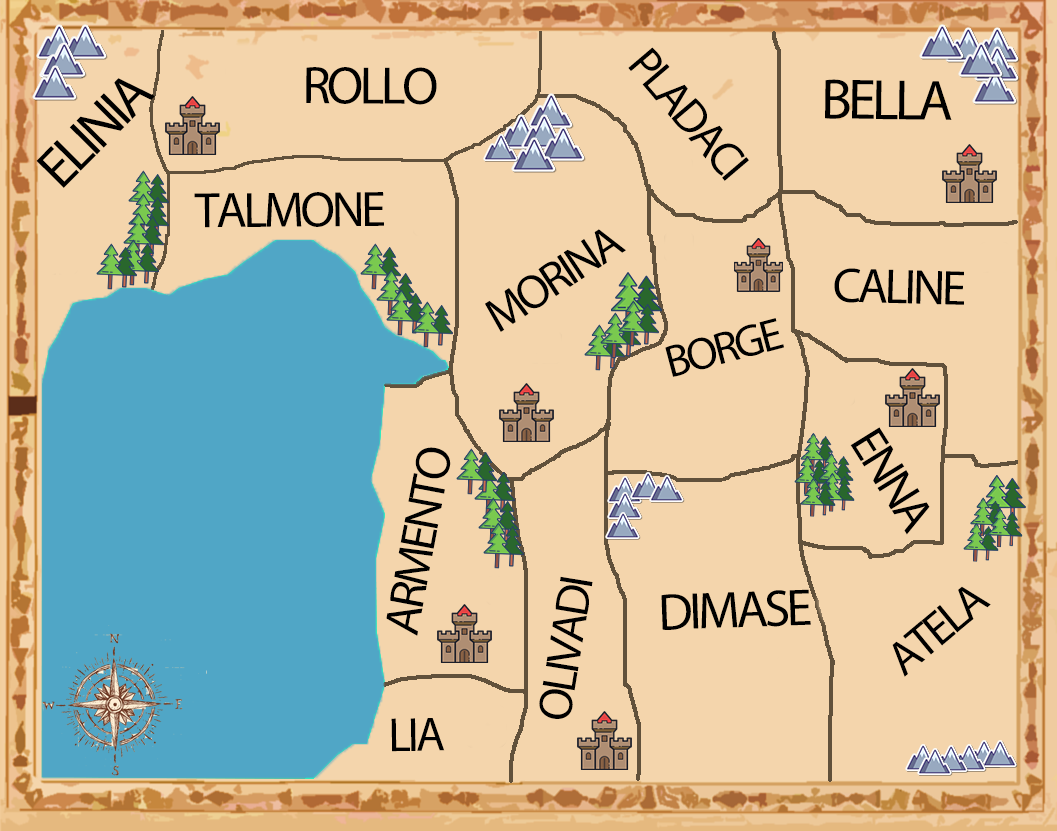 ROLLO
PLADACI
BELLA
ELINIA
TALMONE
MORINA
CALINE
BORGE
ENNA
ARMENTO
OLIVADI
DIMASE
ATELA
LIA
N
W E
S